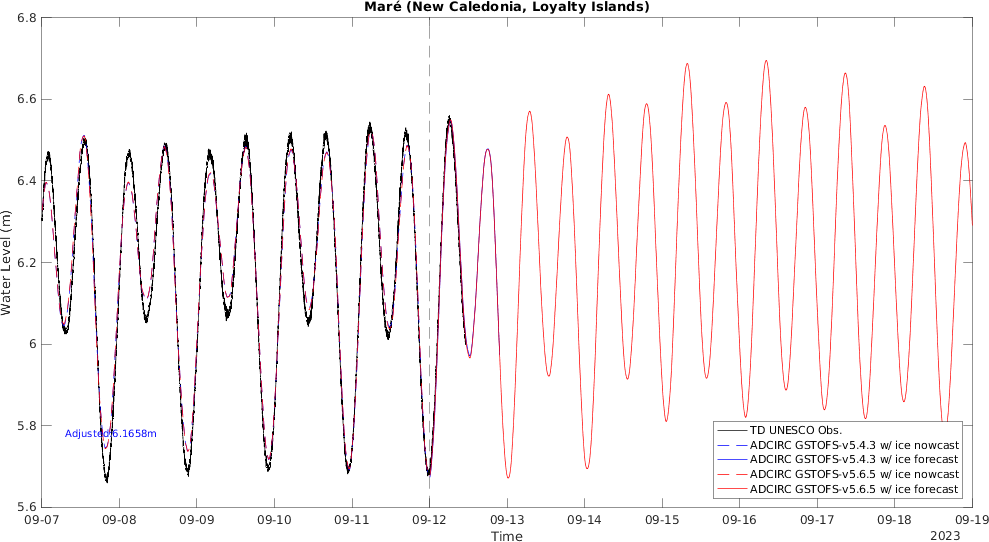 Maré (New Caledonia, Loyalty Islands)
6.8
6.6
6.4
6.2
6
5.8
5.6
Water Level (m)
Adjusted 6.1658m
TD UNESCO Obs.
ADCIRC GSTOFS-v5.4.3 w/ ice nowcast
ADCIRC GSTOFS-v5.4.3 w/ ice forecast
ADCIRC GSTOFS-v5.6.5 w/ ice nowcast
ADCIRC GSTOFS-v5.6.5 w/ ice forecast
09-07 09-08 09-09 09-10 09-11 09-12 09-13 09-14 09-15 09-16 09-17 09-18 09-19
Time
2023